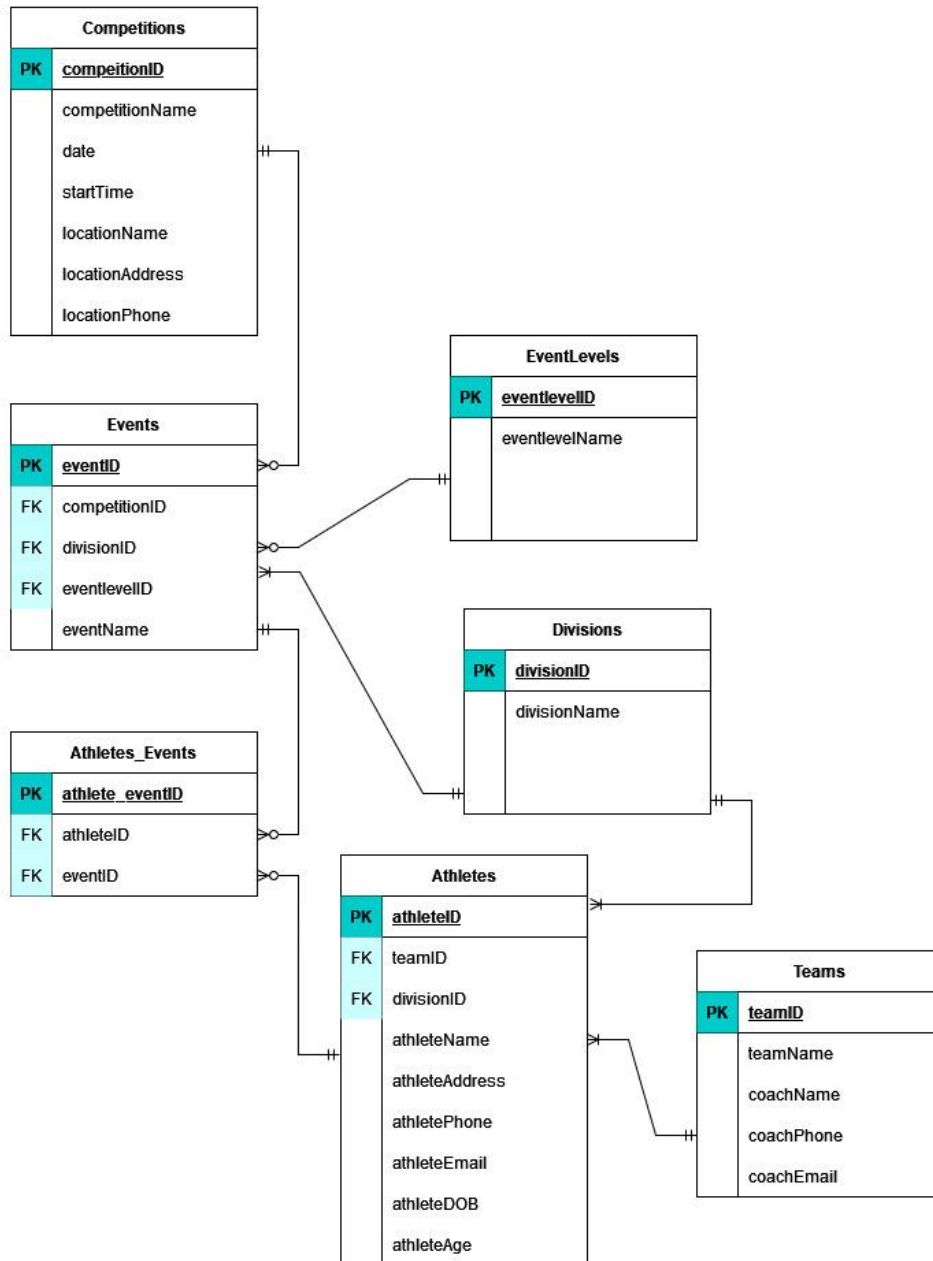 Competitions
PK compeitionID
competitionName
date
startTime
locationName
locationAddress
locationPhone
EventLevels
PK eventlevelID
eventlevelName
Events
PK eventID
FK competitionID
FK divisionID
FK eventlevelID
eventName
Divisions
PK divisionID
divisionName
Athletes_Events
PK athlete_eventID
FK athleteID
FK eventID
Athletes
PK athleteID
FK teamID
FK divisionID
athleteName
athleteAddress
athletePhone
athleteEmail
athleteDOB
athleteAge
Teams
PK teamID
teamName
coachName
coachPhone
coachEmail